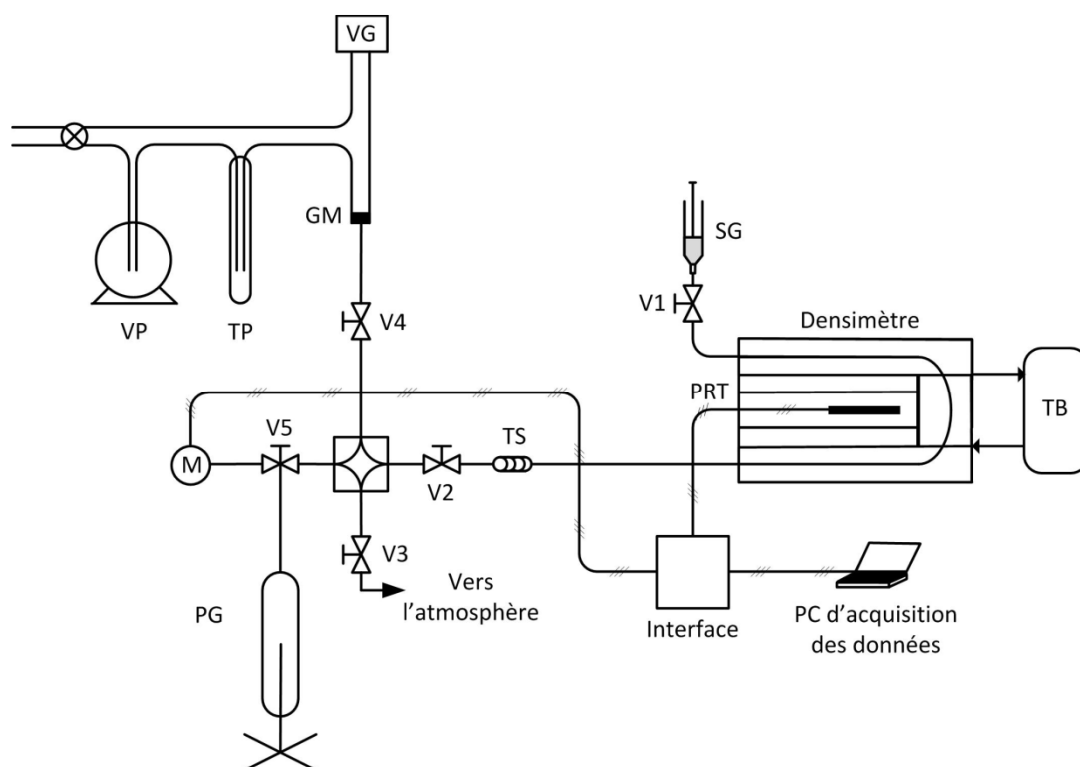 VG
GM
VP
TP
V4
SG
V1
Densimètre
PRT
TB
V5
M
TS
V2
V3
Vers
l'atmosphère
PG
Interface
PC d'acquisition
des données